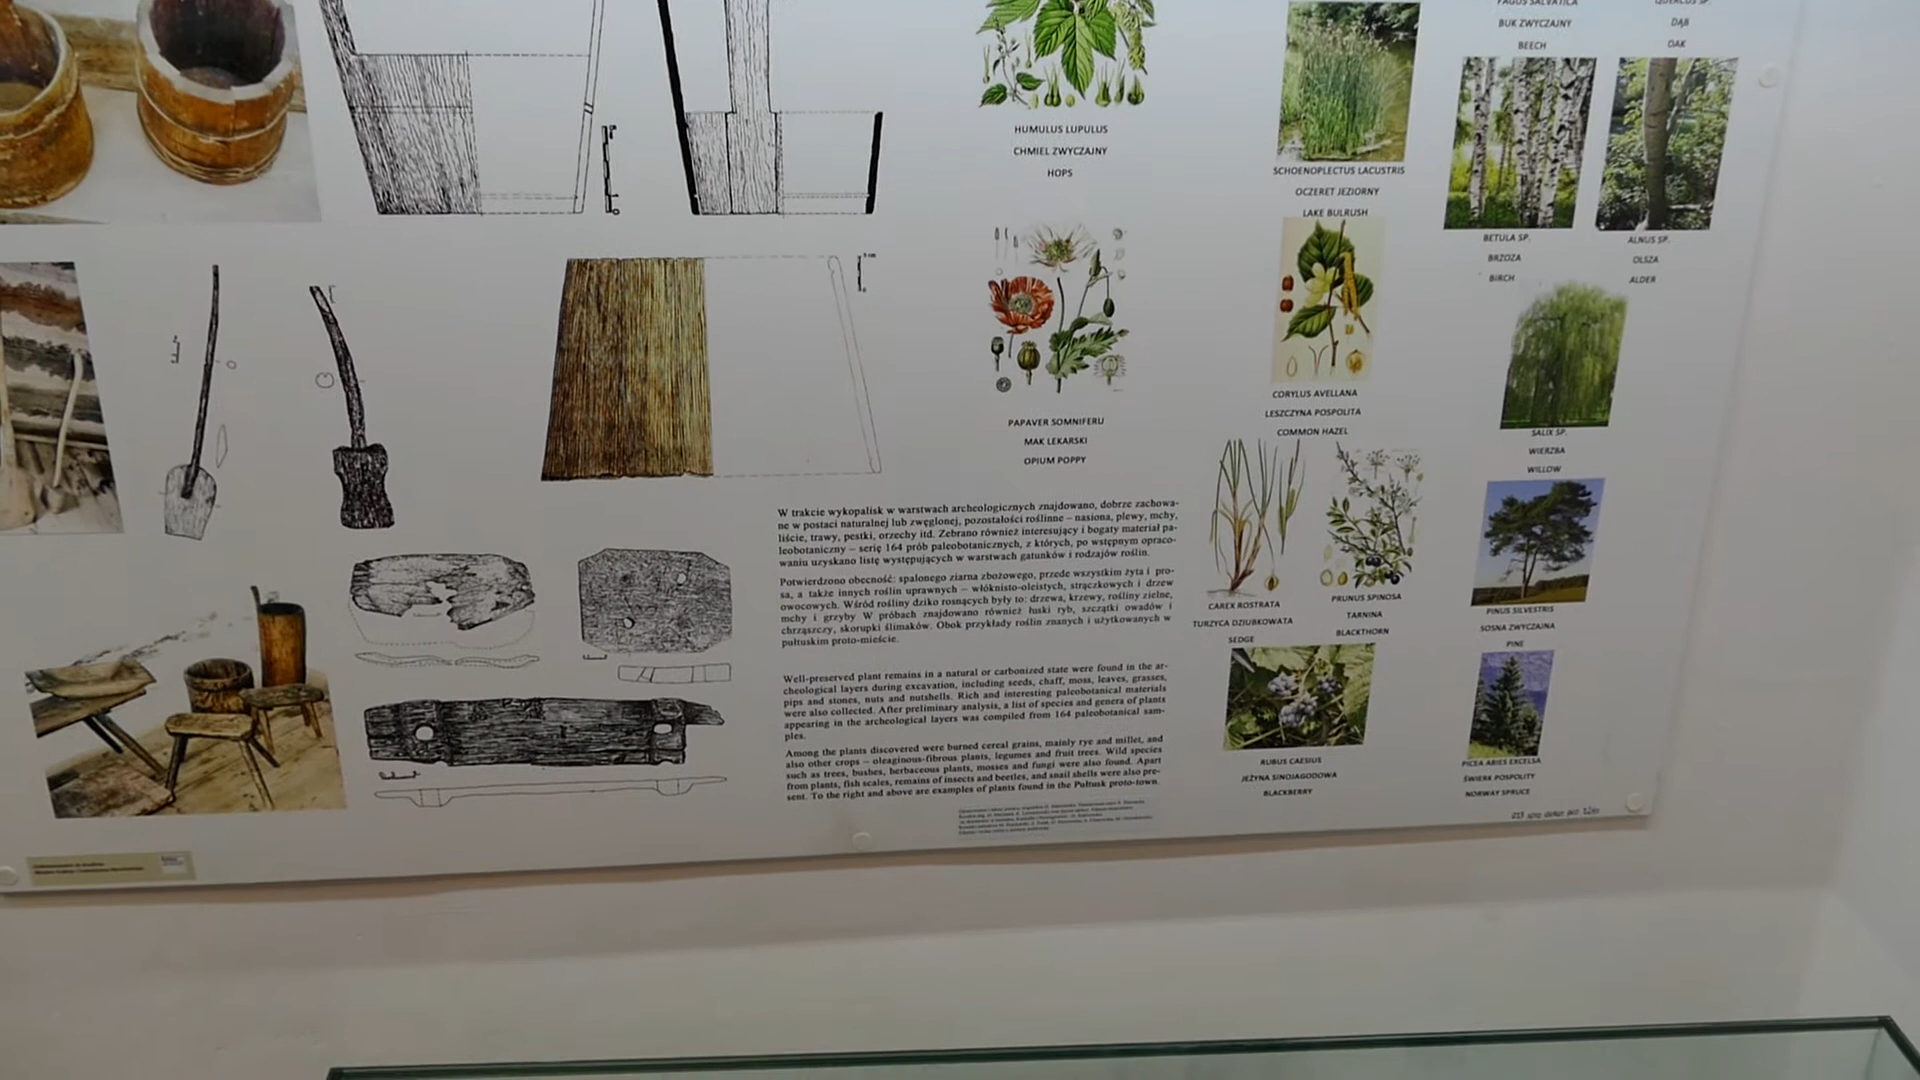 HUMULUS LUPULUS
CHMIEL ZWYCZAJNY
HOPS
PAPAVER SOMNIFERU
MAK LEKARSKI
OPIUM POPPY
SCHOENOPLECTUS LACUSTRIS
OCZERET JEZIORNY
LAKE BULRUSH
CORYLUS AVELLANA
LESZCZYNA POSPOLITA
COMMON HAZEL
CAREX ROSTRATA
TURZYCA DZIUBKOWATA
SEDGE
PRUNUS SPINOSA
TARNINA
BLACKTHORN
RUBUS CAESIUS
JEŻYNA SINOJAGODOWA
BLACKBERRY
BUK ZWYCZAJNY
BEECH
QUERCUS SP.
DĄB
OAK
BETULA SP.
BRZOZA
BIRCH
ALNUS SP.
OLSZA
ALDER
SALIX SP.
WIERZBA
WILLOW
PINUS SILVESTRIS
SOSNA ZWYCZAJNA
PINE
PICEA ABIES EXCELSA
ŚWIERK POSPOLITY
NORWAY SPRUCE
W trakcie wykopalisk w warstwach archeologicznych znajdowano, dobrze zachowa-
ne w postaci naturalnej lub zwęglonej, pozostałości roślinne – nasiona, plewy, mchy,
liście, trawy, pestki, orzechy itd. Zebrano również interesujący i bogaty materiał pa-
leobotaniczny – serię 164 prób paleobotanicznych, z których, po wstępnym opraco-
waniu uzyskano listę występujących w warstwach gatunków i rodzajów roślin.
Potwierdzono obecność: spalonego ziarna zbożowego, przede wszystkim żyta i pro-
sa, a także innych roślin uprawnych – włóknisto-oleistych, strączkowych i drzew
owocowych. Wśród rośliny dziko rosnących były to: drzewa, krzewy, rośliny zielne,
mchy i grzyby W próbach znajdowano również łuski ryb, szczątki owadów i
chrząszczy, skorupki ślimaków. Obok przykłady roślin znanych i użytkowanych w
pułtuskim proto-mieście.
Well-preserved plant remains in a natural or carbonized state were found in the ar-
cheological layers during excavation, including seeds, chaff, moss, leaves, grasses,
pips and stones, nuts and nutshells. Rich and interesting paleobotanical materials
were also collected. After preliminary analysis, a list of species and genera of plants
appearing in the archeological layers was compiled from 164 paleobotanical sam-
ples.
Among the plants discovered were burned cereal grains, mainly rye and millet, and
also other crops – oleaginous-fibrous plants, legumes and fruit trees. Wild species
such as trees, bushes, herbaceous plants, mosses and fungi were also found. Apart
from plants, fish scales, remains of insects and beetles, and snail shells were also pre-
sent. To the right and above are examples of plants found in the Pułtusk proto-town.